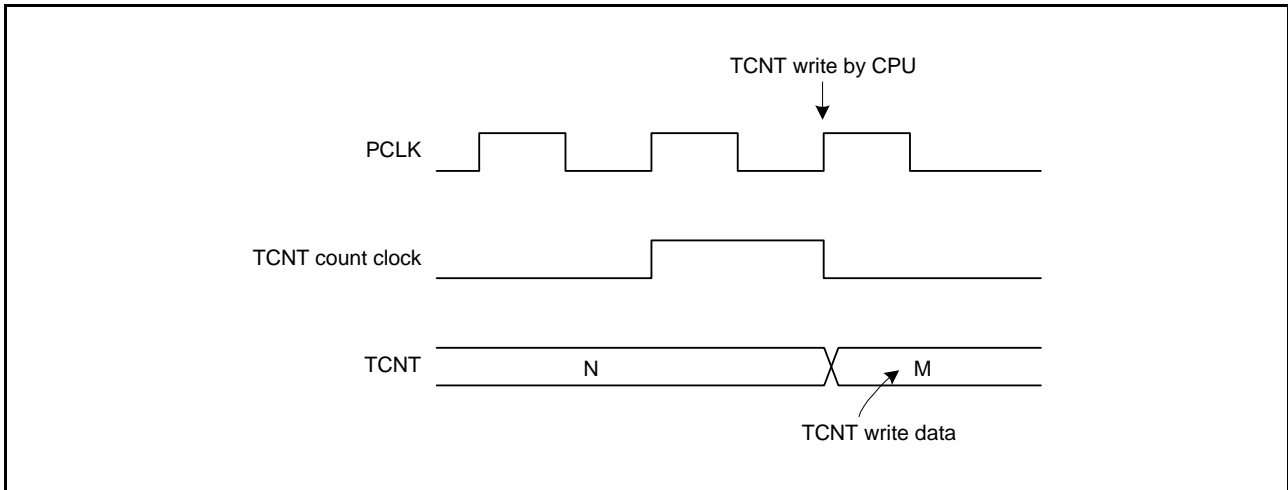 TCNT write by CPU
PCLK
TCNT count clock
TCNT
N
M
TCNT write data